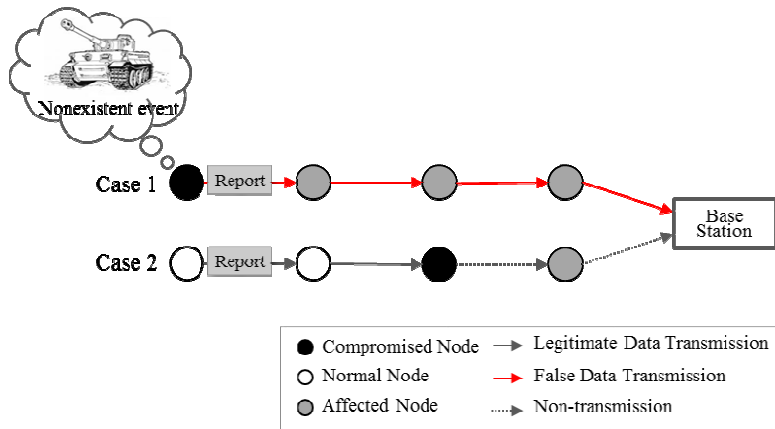 Nonexistent event
Case 1
Report
Base
Station
Case 2
Report
Compromised Node
Legitimate Data Transmission
Normal Node
False Data Transmission
Affected Node
Non-transmission